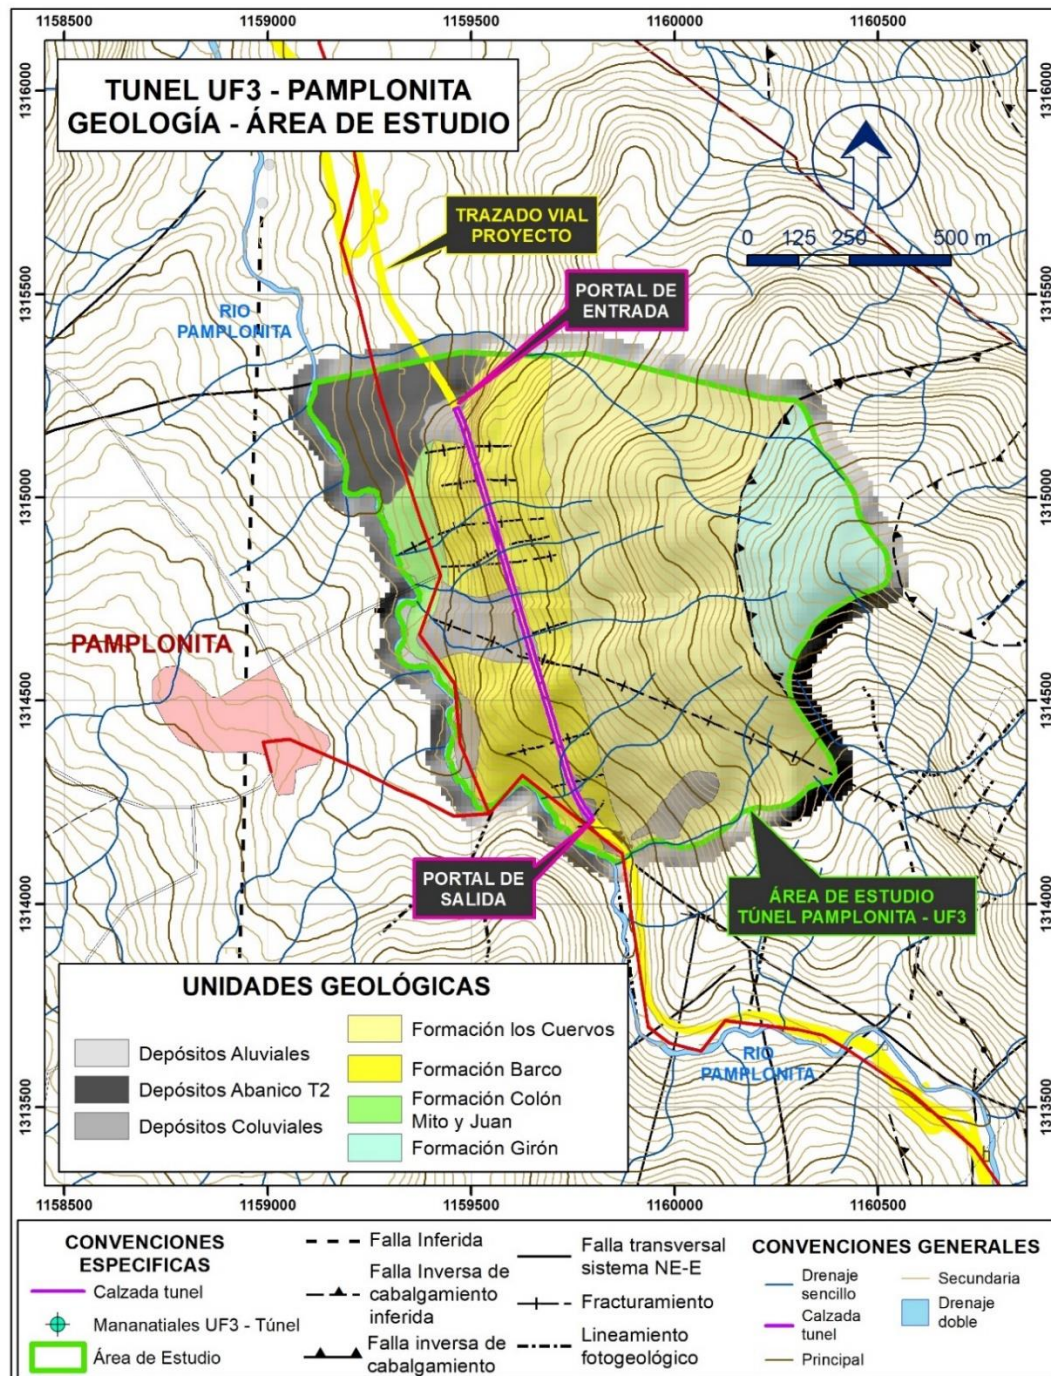 1158500 1159000 1159500 1160000 1160500
1316000
1316000
TUNEL UF3 - PAMPLONITA
GEOLOGÍA - ÁREA DE ESTUDIO
TRAZADO VIAL
PROYECTO
0 125 250 500 m
PORTAL DE
ENTRADA
1315500
1315500
RIO
PAMPLONITA
1315000
1315000
PAMPLONITA
1314500
1314500
PORTAL DE
SALIDA
ÁREA DE ESTUDIO
TÚNEL PAMPLONITA - UF3
1314000
1314000
UNIDADES GEOLÓGICAS
Depósitos Aluviales
Depósitos Abanico T2
Depósitos Coluviales
Formación los Cuervos
Formación Barco
Formación Colón
Mito y Juan
Formación Girón
RIO
PAMPLONITA
1313500
1313500
1158500 1159000 1159500 1160000 1160500
CONVENCIONES
ESPECIFICAS
Calzada tunel
Mananatiales UF3 - Túnel
Área de Estudio
Falla Inferida
Falla Inversa de
cabalgamiento
inferida
Falla inversa de
cabalgamiento
Falla transversal
sistema NE-E
Fracturamiento
Lineamiento
fotogeológico
CONVENCIONES GENERALES
Drenaje
sencillo
Calzada
tunel
Principal
Secundaria
Drenaje
doble